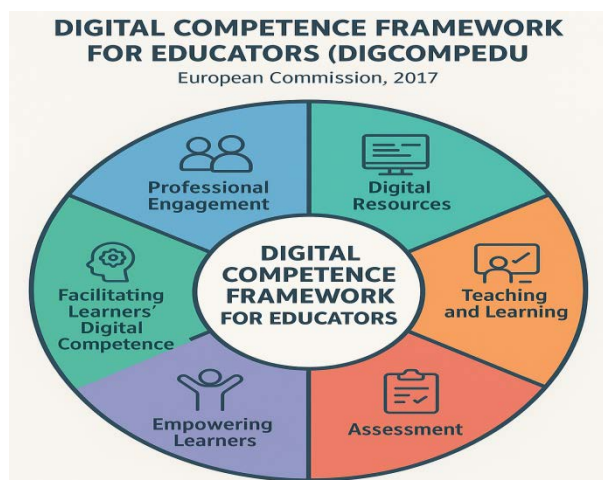 DIGITAL COMPETENCE FRAMEWORK
FOR EDUCATORS (DIGCOMPEDU
European Commission, 2017
Professional
Engagement
Digital
Resources
Teaching
and Learning
Assessment
Empowering
Learners
Facilitating
Learners'
Digital
Competence
DIGITAL
COMPETENCE
FRAMEWORK
FOR EDUCATORS